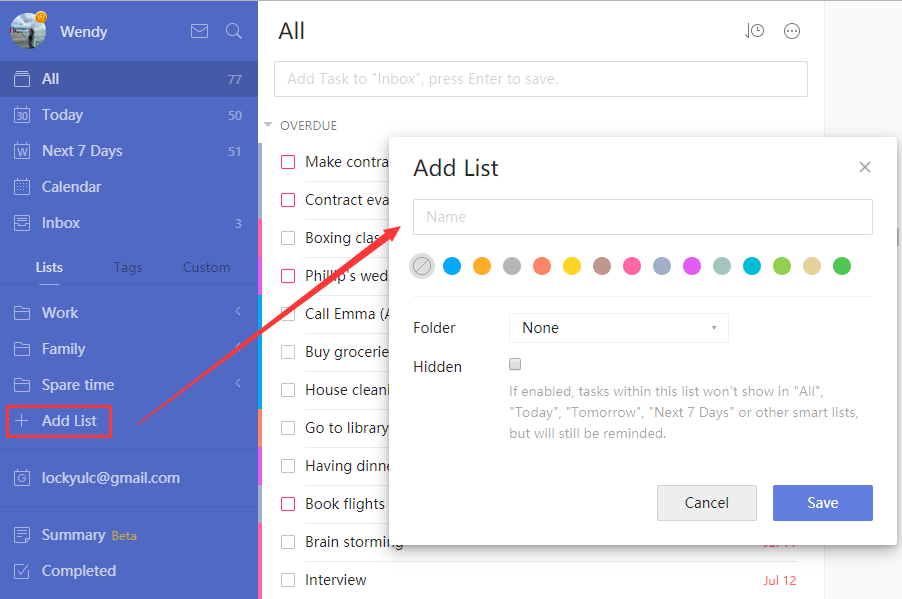 Wendy
All 77
30 Today 50
W Next 7 Days 51
Calendar
Inbox 3
Lists Tags Custom
Work
Family
Spare time
Add List
G lockyulc@gmail.com
Summary Beta
Completed
All
Add Task to "Inbox", press Enter to save.
OVERDUE
Make contra
Contract eva
Boxing clas
Phillip's wed
Call Emma (A
Buy grocerie
House cleani
Go to library
Having dinne
Book flights
Brain storming
Interview Jul 12
Add List
Name
Folder None
Hidden
If enabled, tasks within this list won't show in "All",
"Today", "Tomorrow", "Next 7 Days" or other smart lists,
but will still be reminded.
Cancel Save